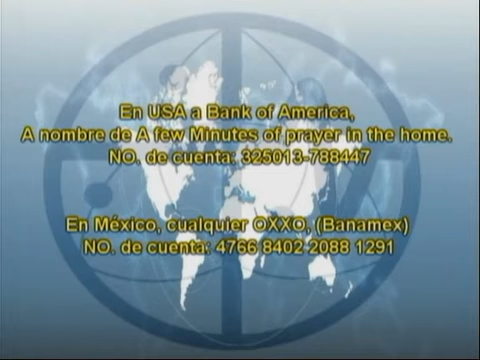 En USA a Bank of America,
A nombre de A few Minutes of prayer in the home.
NO. de cuenta: 325013-788447
En México, cualquier OXXO, (Banamex)
NO. de cuenta: 4766 8402 2088 1291